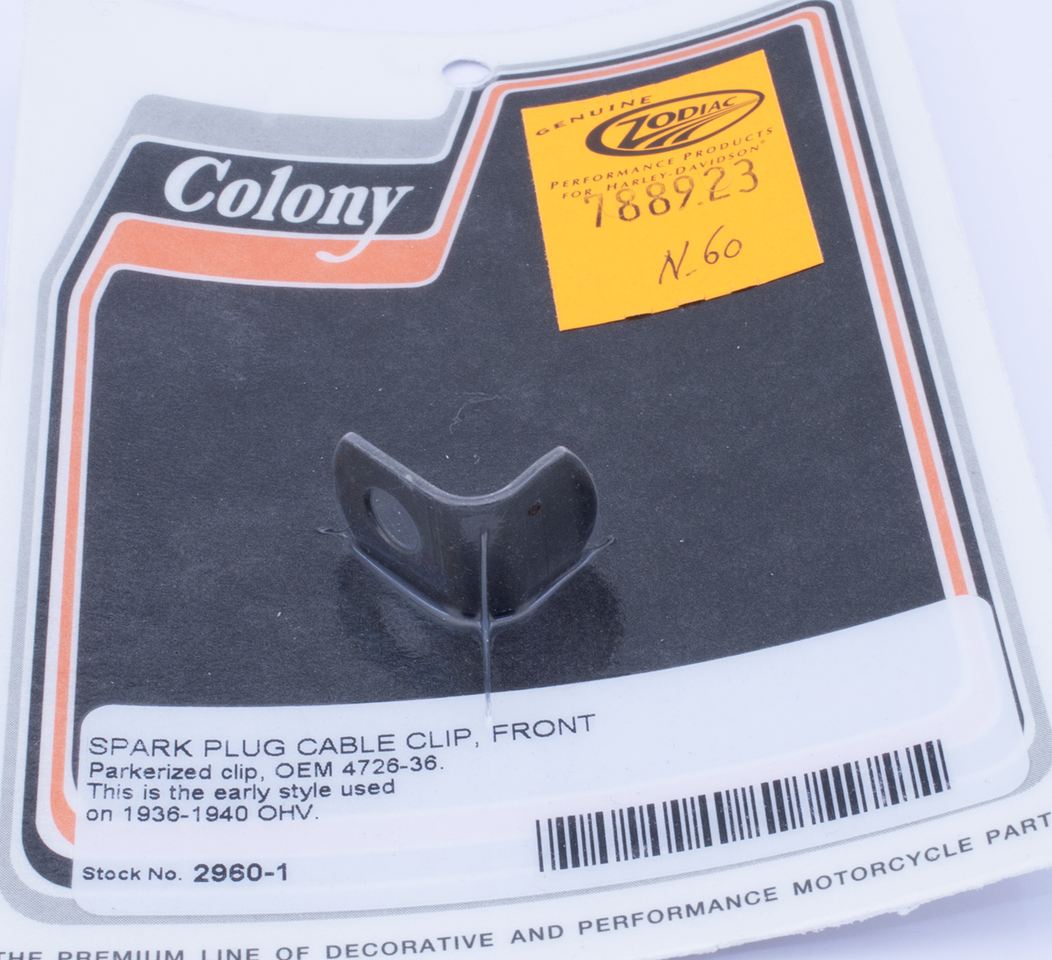 Colony
GENUINE
ZODIAC
PERFORMANCE PRODUCTS
FOR HARLEY-DAVIDSON®
788923
N-60
SPARK PLUG CABLE CLIP, FRONT
Parkerized clip, OEM 4726-36.
This is the early style used
on 1936-1940 OHV.
Stock No. 2960-1
THE PREMIUM LINE OF DECORATIVE AND PERFORMANCE MOTORCYCLE PART